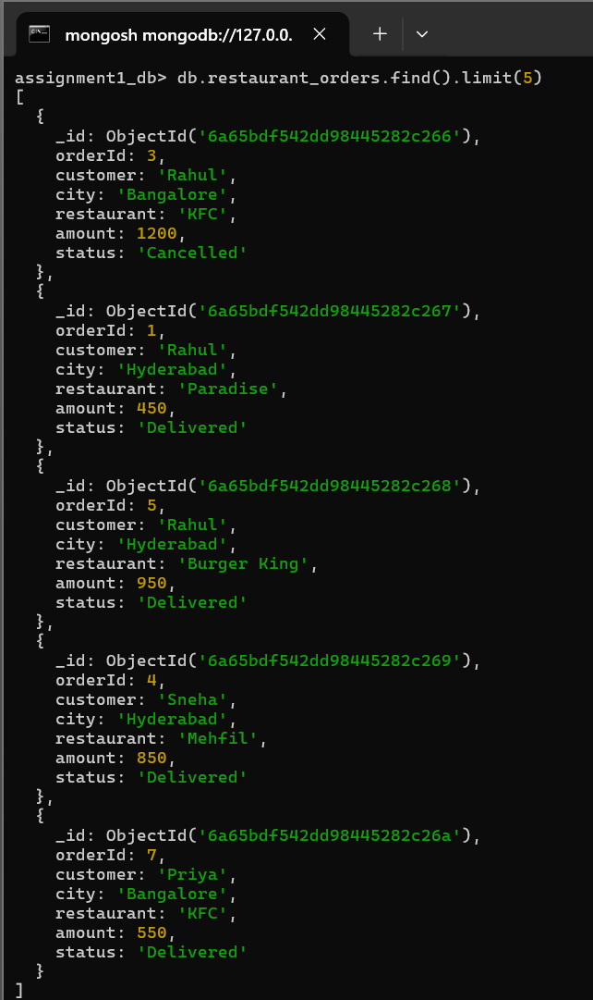 mongosh mongodb://127.0.0.
assignment1_db> db.restaurant_orders.find().limit(5)
[
  {
    _id: ObjectId('6a65bdf542dd98445282c266'),
    orderId: 3,
    customer: 'Rahul',
    city: 'Bangalore',
    restaurant: 'KFC',
    amount: 1200,
    status: 'Cancelled'
  },
  {
    _id: ObjectId('6a65bdf542dd98445282c267'),
    orderId: 1,
    customer: 'Rahul',
    city: 'Hyderabad',
    restaurant: 'Paradise',
    amount: 450,
    status: 'Delivered'
  },
  {
    _id: ObjectId('6a65bdf542dd98445282c268'),
    orderId: 5,
    customer: 'Rahul',
    city: 'Hyderabad',
    restaurant: 'Burger King',
    amount: 950,
    status: 'Delivered'
  },
  {
    _id: ObjectId('6a65bdf542dd98445282c269'),
    orderId: 4,
    customer: 'Sneha',
    city: 'Hyderabad',
    restaurant: 'Mehfil',
    amount: 850,
    status: 'Delivered'
  },
  {
    _id: ObjectId('6a65bdf542dd98445282c26a'),
    orderId: 7,
    customer: 'Priya',
    city: 'Bangalore',
    restaurant: 'KFC',
    amount: 550,
    status: 'Delivered'
  }
]